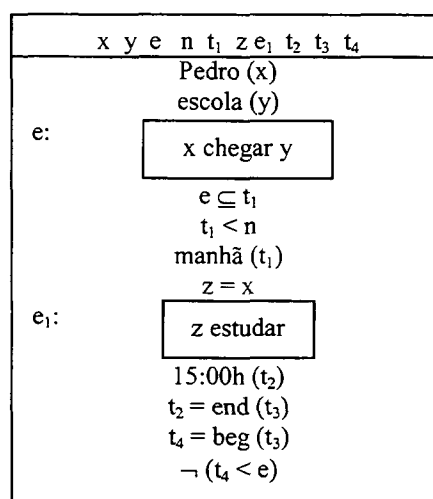 x y e n t₁ z e₁ t₂ t₃ t₄
Pedro (x)
escola (y)
e:
x chegar y
e ⊆ t₁
t₁ < n
manhã (t₁)
z = x
e₁:
z estudar
15:00h (t₂)
t₂ = end (t₃)
t₄ = beg (t₃)
¬ (t₄ < e)